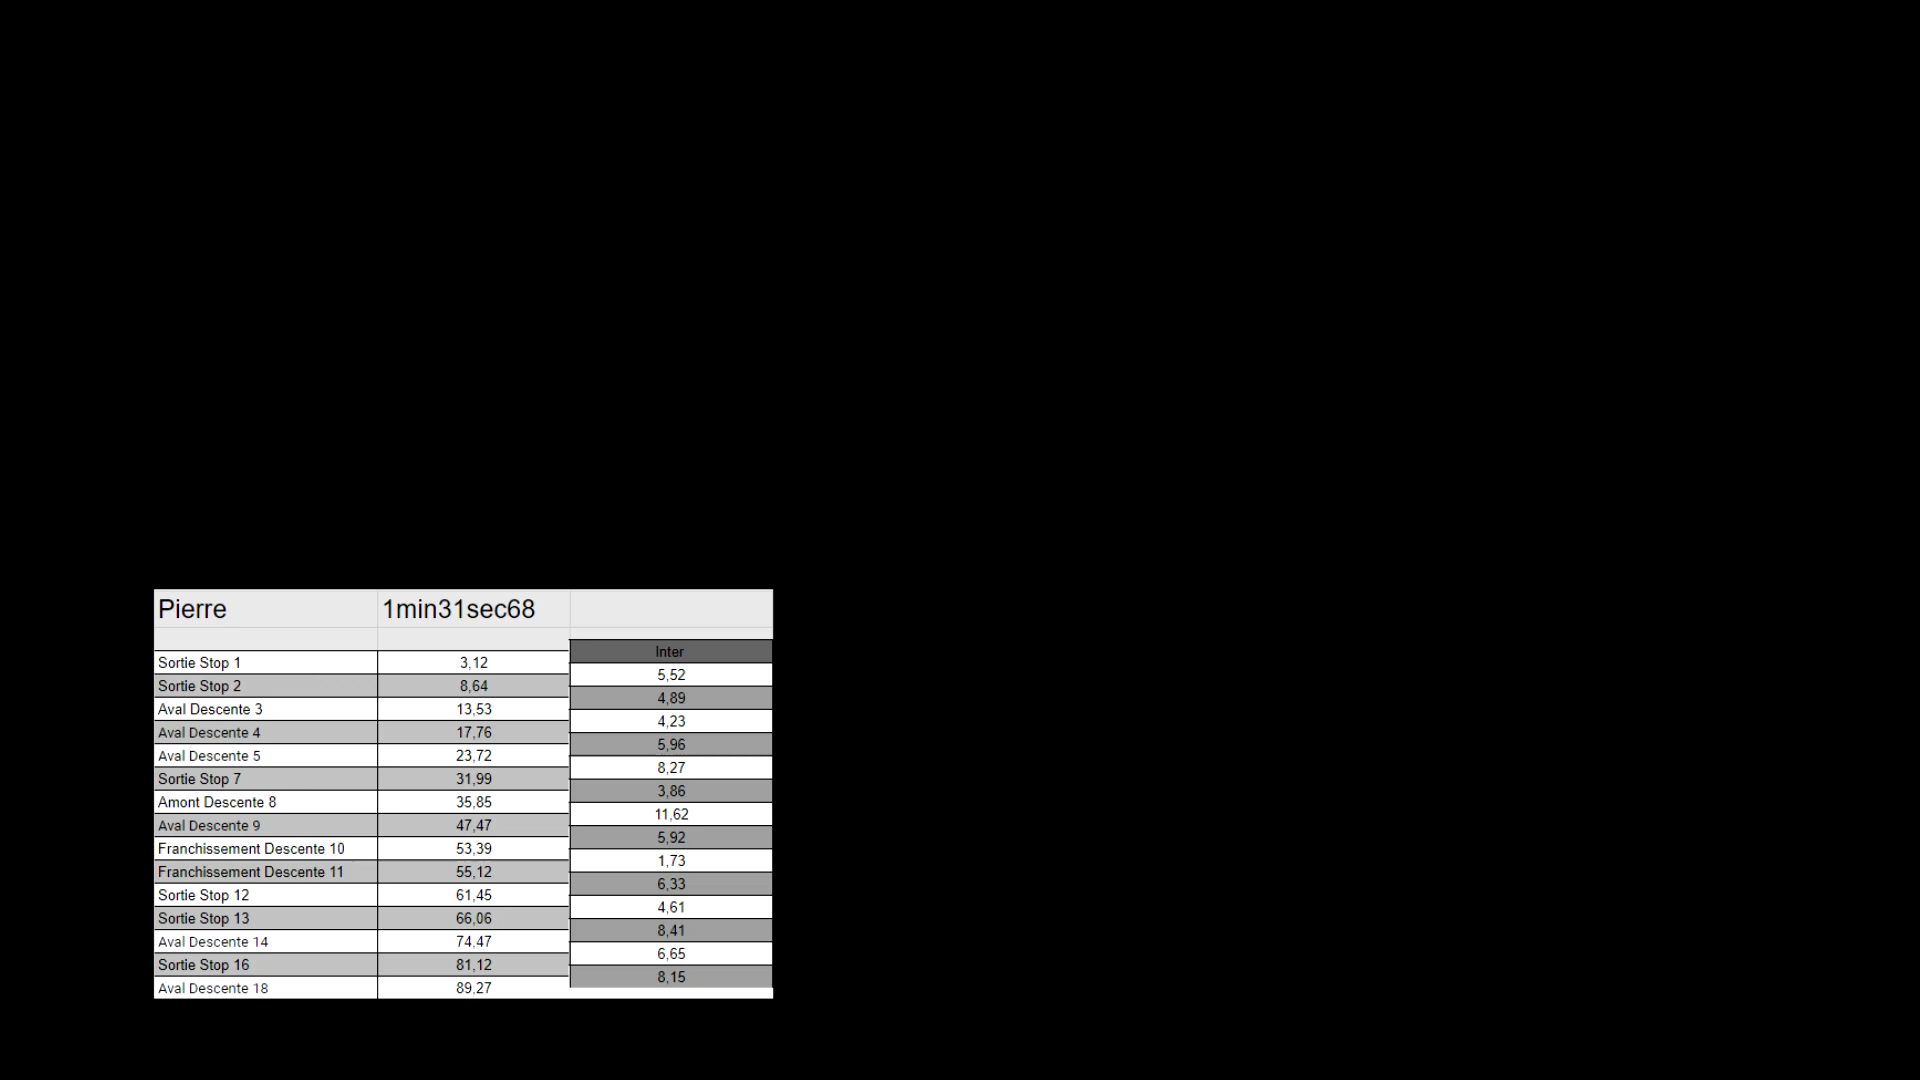 Pierre 1min31sec68
Inter
Sortie Stop 1 3,12
5,52
Sortie Stop 2 8,64
4,89
Aval Descente 3 13,53
4,23
Aval Descente 4 17,76
5,96
Aval Descente 5 23,72
8,27
Sortie Stop 7 31,99
3,86
Amont Descente 8 35,85
11,62
Aval Descente 9 47,47
5,92
Franchissement Descente 10 53,39
1,73
Franchissement Descente 11 55,12
6,33
Sortie Stop 12 61,45
4,61
Sortie Stop 13 66,06
8,41
Aval Descente 14 74,47
6,65
Sortie Stop 16 81,12
8,15
Aval Descente 18 89,27